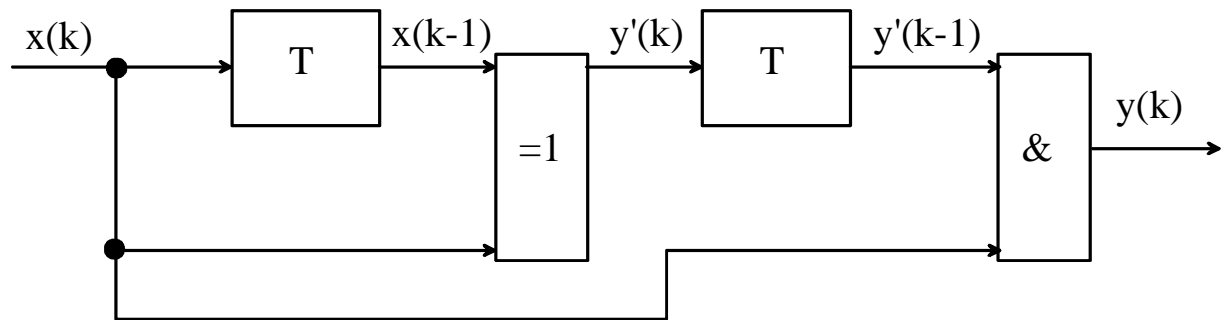 x(k)
T
x(k-1)
=1
y'(k)
T
y'(k-1)
&
y(k)